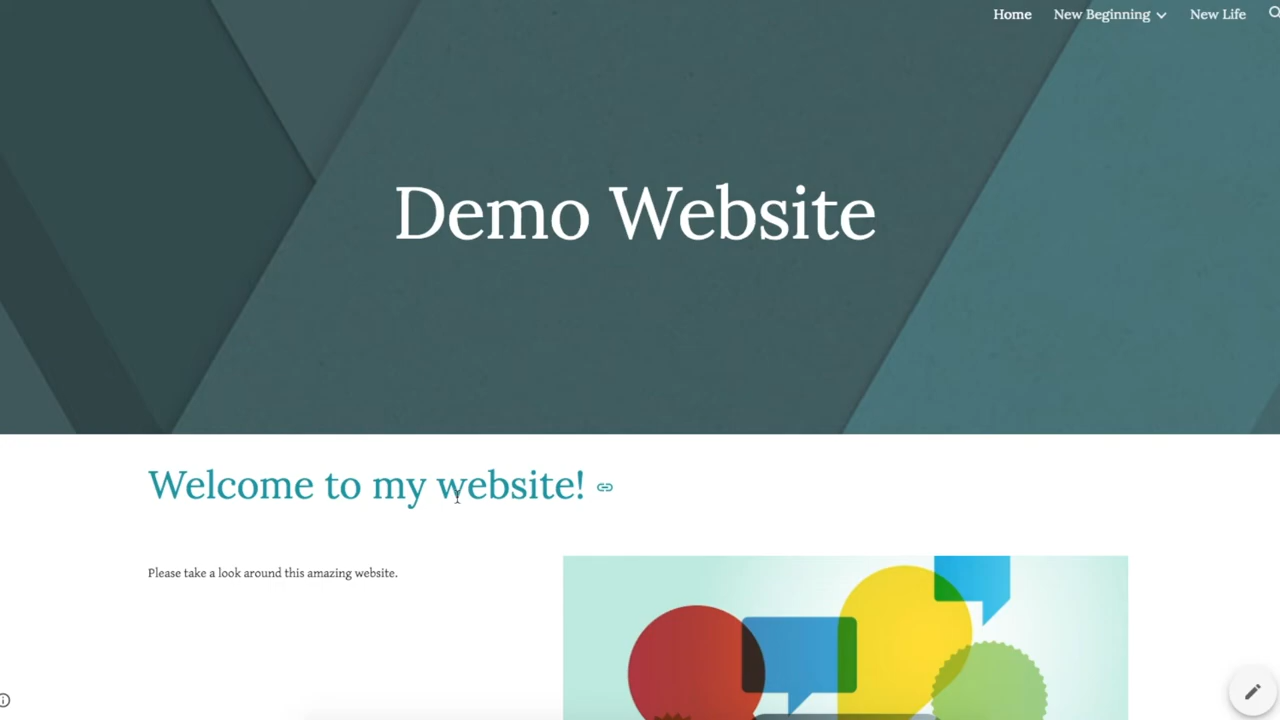 Home New Beginning New Life
Demo Website
Welcome to my website!
Please take a look around this amazing website.